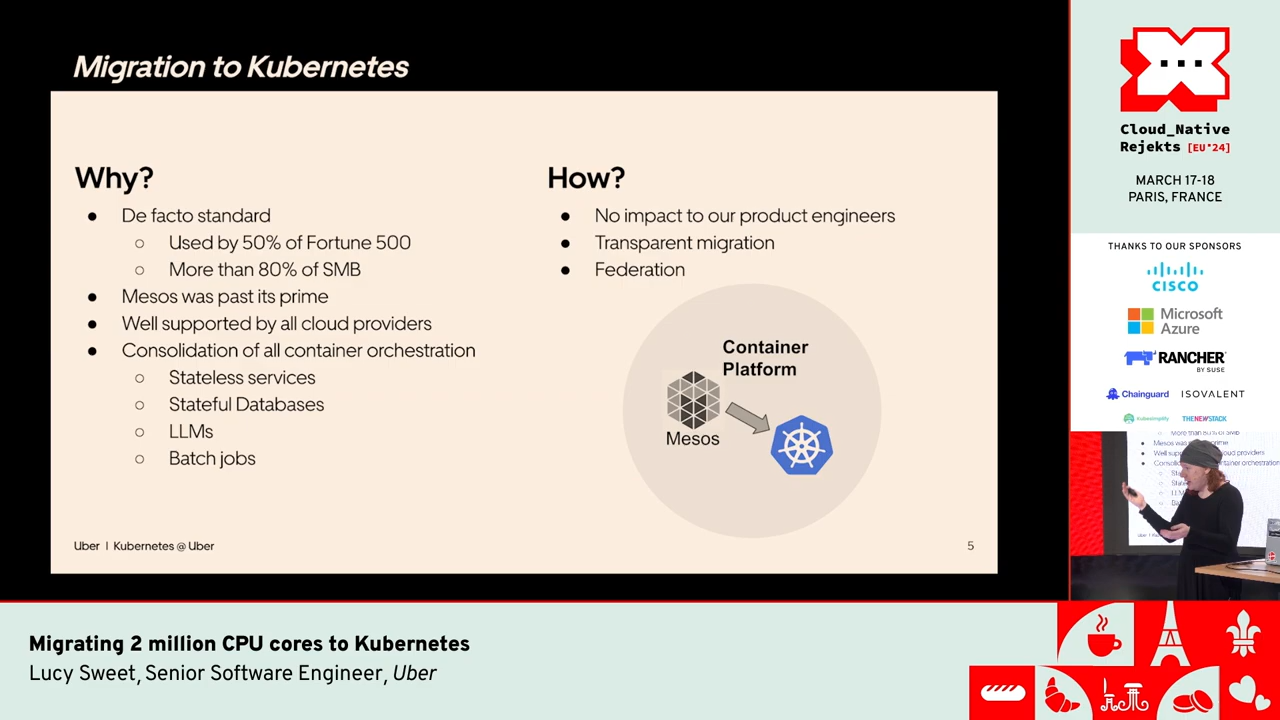 Migration to Kubernetes
Why?
● De facto standard
○ Used by 50% of Fortune 500
○ More than 80% of SMB
● Mesos was past its prime
● Well supported by all cloud providers
● Consolidation of all container orchestration
○ Stateless services
○ Stateful Databases
○ LLMs
○ Batch jobs
How?
● No impact to our product engineers
● Transparent migration
● Federation
Container
Platform
Mesos
Uber | Kubernetes @ Uber
5
Cloud_Native
Rejekts [EU'24]
MARCH 17-18
PARIS, FRANCE
THANKS TO OUR SPONSORS
CISCO
Microsoft
Azure
RANCHER
BY SUSE
Chainguard
ISOVALENT
kubesimplify
THENEWSTACK
Migrating 2 million CPU cores to Kubernetes
Lucy Sweet, Senior Software Engineer, Uber